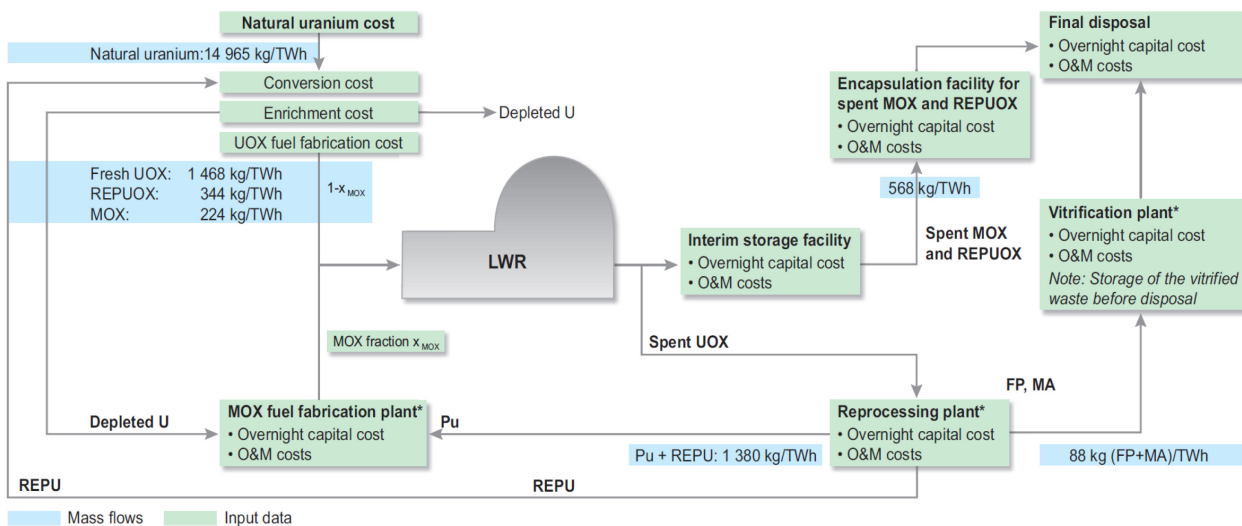 Natural uranium cost
Natural uranium:14 965 kg/TWh
Conversion cost
Enrichment cost
Depleted U
UOX fuel fabrication cost
Fresh UOX: 1 468 kg/TWh
REPUOX: 344 kg/TWh
MOX: 224 kg/TWh
1-x MOX
LWR
MOX fraction x MOX
Depleted U
MOX fuel fabrication plant*
• Overnight capital cost
• O&M costs
Pu
Interim storage facility
• Overnight capital cost
• O&M costs
Spent UOX
Spent MOX
and REPUOX
568 kg/TWh
Encapsulation facility for
spent MOX and REPUOX
• Overnight capital cost
• O&M costs
Final disposal
• Overnight capital cost
• O&M costs
Vitrification plant*
• Overnight capital cost
• O&M costs
Note: Storage of the vitrified
waste before disposal
FP, MA
Reprocessing plant*
• Overnight capital cost
• O&M costs
Pu + REPU: 1 380 kg/TWh
88 kg (FP+MA)/TWh
REPU
REPU
Mass flows
Input data